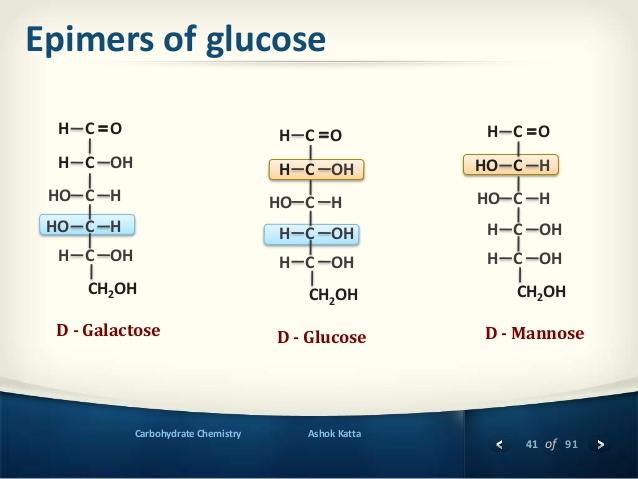 Epimers of glucose
H—C=O
H—C—OH
HO—C—H
HO—C—H
H—C—OH
CH₂OH
D - Galactose
H—C=O
H—C—OH
HO—C—H
H—C—OH
H—C—OH
CH₂OH
D - Glucose
H—C=O
HO—C—H
HO—C—H
H—C—OH
H—C—OH
CH₂OH
D - Mannose
Carbohydrate Chemistry Ashok Katta
< 41 of 91 >